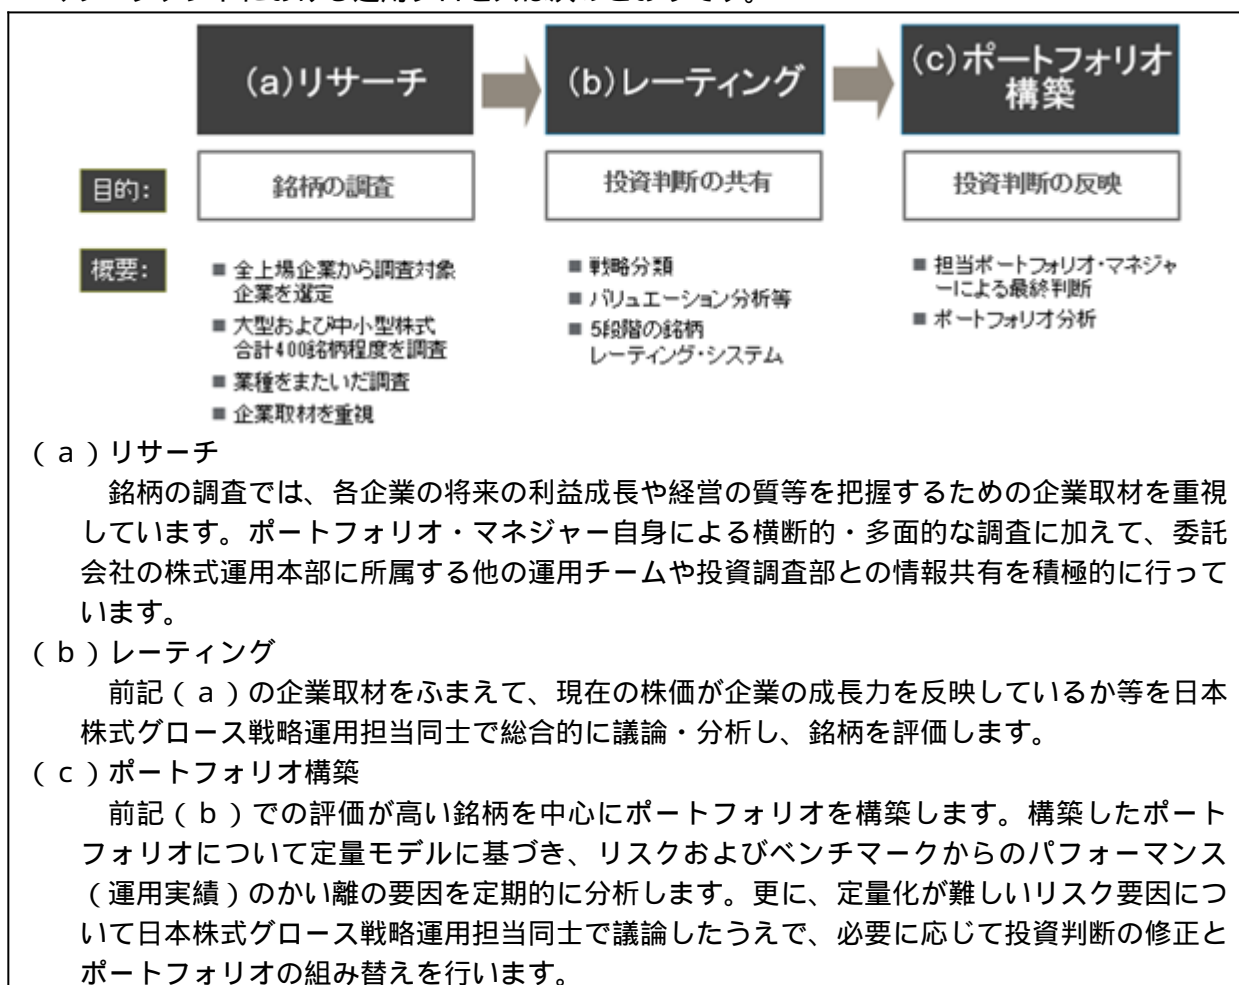 (a)リサーチ
(b)レーティング
(c)ポートフォリオ
構築
目的:
銘柄の調査
投資判断の共有
投資判断の反映
概要:
■ 全上場企業から調査対象
企業を選定
■ 大型および中小型株式
合計400銘柄程度を調査
■ 業種をまたいだ調査
■ 企業取材を重視
■ 戦略分類
■ バリュエーション分析等
■ 5段階の銘柄
レーティング・システム
■ 担当ポートフォリオ・マネジャ
ーによる最終判断
■ ポートフォリオ分析
(a)リサーチ
銘柄の調査では、各企業の将来の利益成長や経営の質等を把握するための企業取材を重視
しています。ポートフォリオ・マネジャー自身による横断的・多面的な調査に加えて、委託
会社の株式運用本部に所属する他の運用チームや投資調査部との情報共有を積極的に行って
います。
(b)レーティング
前記(a)の企業取材をふまえて、現在の株価が企業の成長力を反映しているか等を日本
株式グロース戦略運用担当同士で総合的に議論・分析し、銘柄を評価します。
(c)ポートフォリオ構築
前記(b)での評価が高い銘柄を中心にポートフォリオを構築します。構築したポート
フォリオについて定量モデルに基づき、リスクおよびベンチマークからのパフォーマンス
(運用実績)のかい離の要因を定期的に分析します。更に、定量化が難しいリスク要因につ
いて日本株式グロース戦略運用担当同士で議論したうえで、必要に応じて投資判断の修正と
ポートフォリオの組み替えを行います。